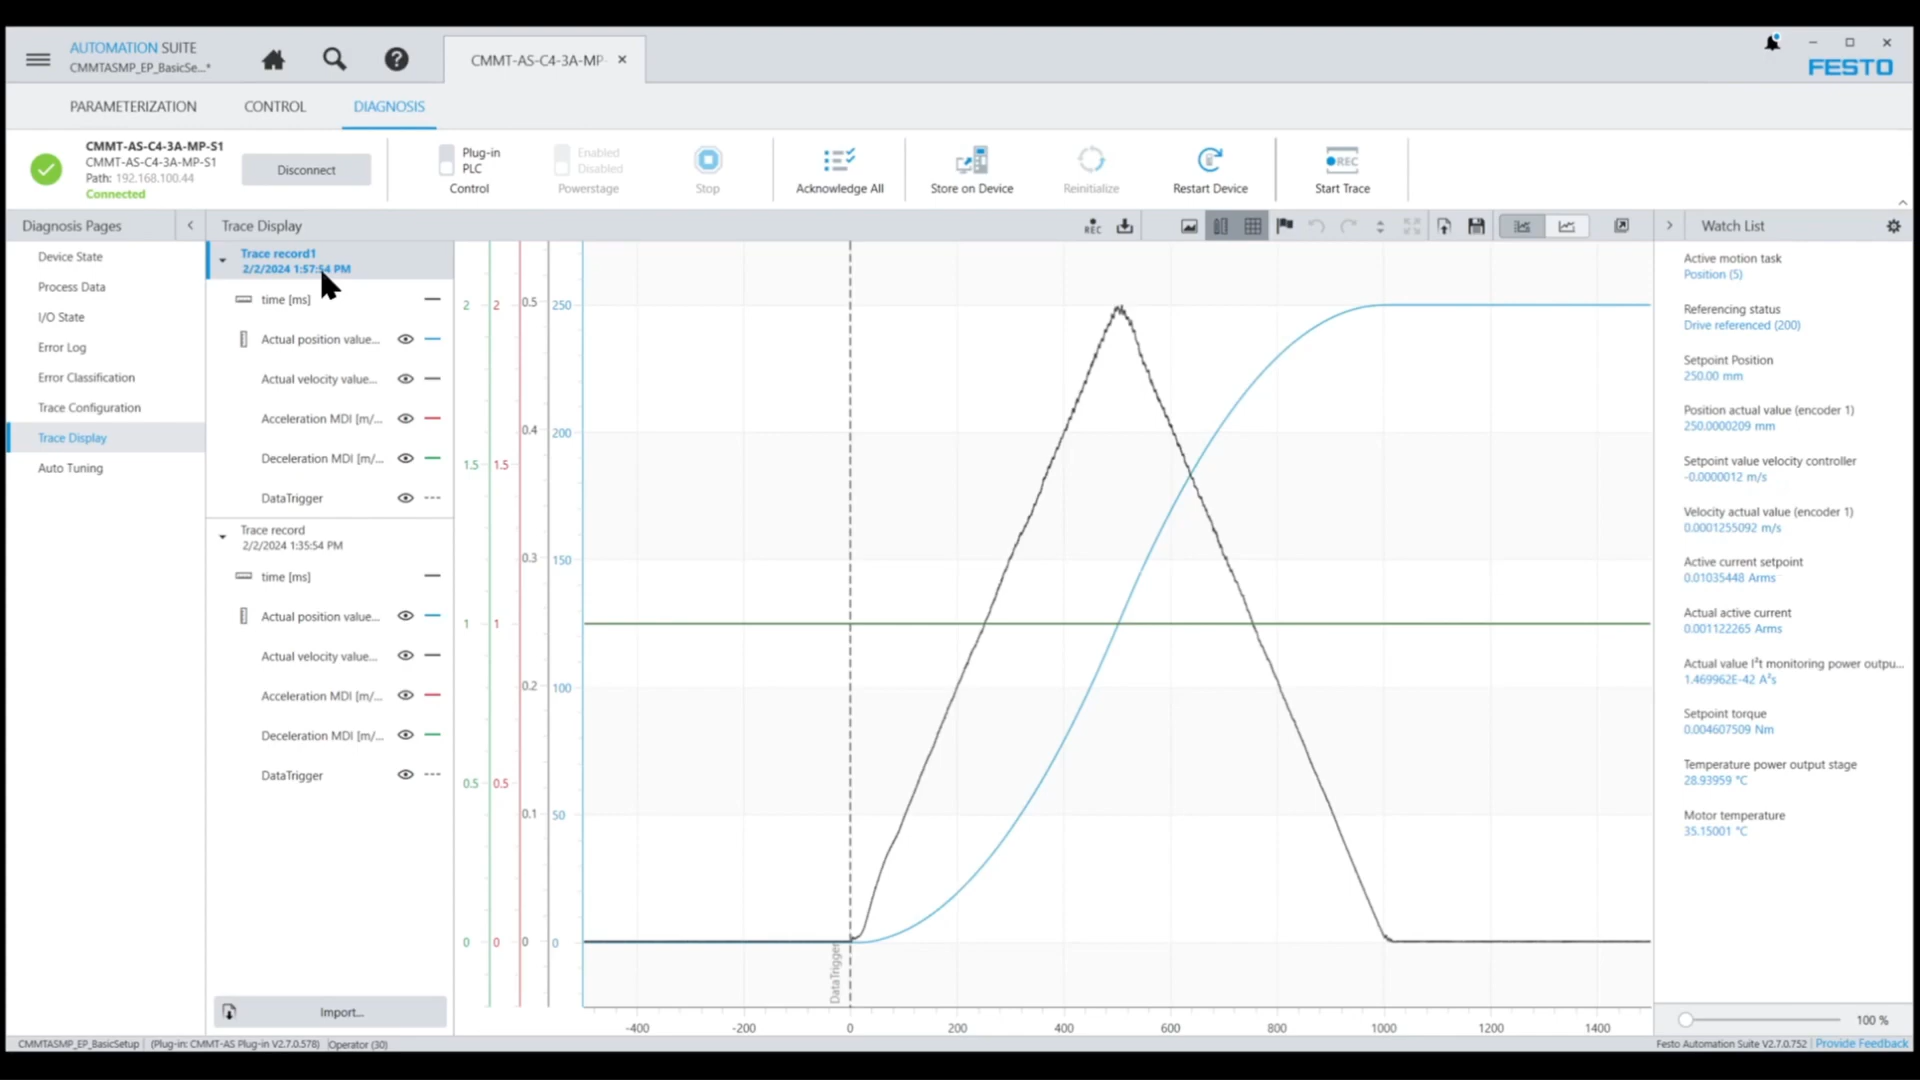 AUTOMATION SUITE
CMMTASMP_EP_BasicSe...*
CMMT-AS-C4-3A-MP-
FESTO
PARAMETERIZATION
CONTROL
DIAGNOSIS
CMMT-AS-C4-3A-MP-S1
CMMT-AS-C4-3A-MP-S1
Path: 192.168.100.44
Connected
Disconnect
Plug-in
PLC
Control
Enabled
Disabled
Powerstage
Stop
Acknowledge All
Store on Device
Reinitialize
Restart Device
REC
Start Trace
Diagnosis Pages
Device State
Process Data
I/O State
Error Log
Error Classification
Trace Configuration
Trace Display
Auto Tuning
Trace Display
REC
Trace record1
2/2/2024 1:57:54 PM
time [ms]
Actual position value...
Actual velocity value...
Acceleration MDI [m/...
Deceleration MDI [m/...
DataTrigger
Trace record
2/2/2024 1:35:54 PM
time [ms]
Actual position value...
Actual velocity value...
Acceleration MDI [m/...
Deceleration MDI [m/...
DataTrigger
Import...
2
1.5
1
0.5
0
2
1.5
1
0.5
0
0.5
0.4
0.3
0.2
0.1
0
250
200
150
100
50
0
DataTrigger
-400 -200 0 200 400 600 800 1000 1200 1400
Watch List
Active motion task
Position (5)
Referencing status
Drive referenced (200)
Setpoint Position
250.00 mm
Position actual value (encoder 1)
250.0000209 mm
Setpoint value velocity controller
-0.0000012 m/s
Velocity actual value (encoder 1)
0.0001255092 m/s
Active current setpoint
0.01035448 Arms
Actual active current
0.001122265 Arms
Actual value I²t monitoring power outpu...
1.469962E-42 A²s
Setpoint torque
0.004607509 Nm
Temperature power output stage
28.93959 °C
Motor temperature
35.15001 °C
100 %
CMMTASMP_EP_BasicSetup
(Plug-in: CMMT-AS Plug-in V2.7.0.578)
Operator (30)
Festo Automation Suite V2.7.0.752
Provide Feedback